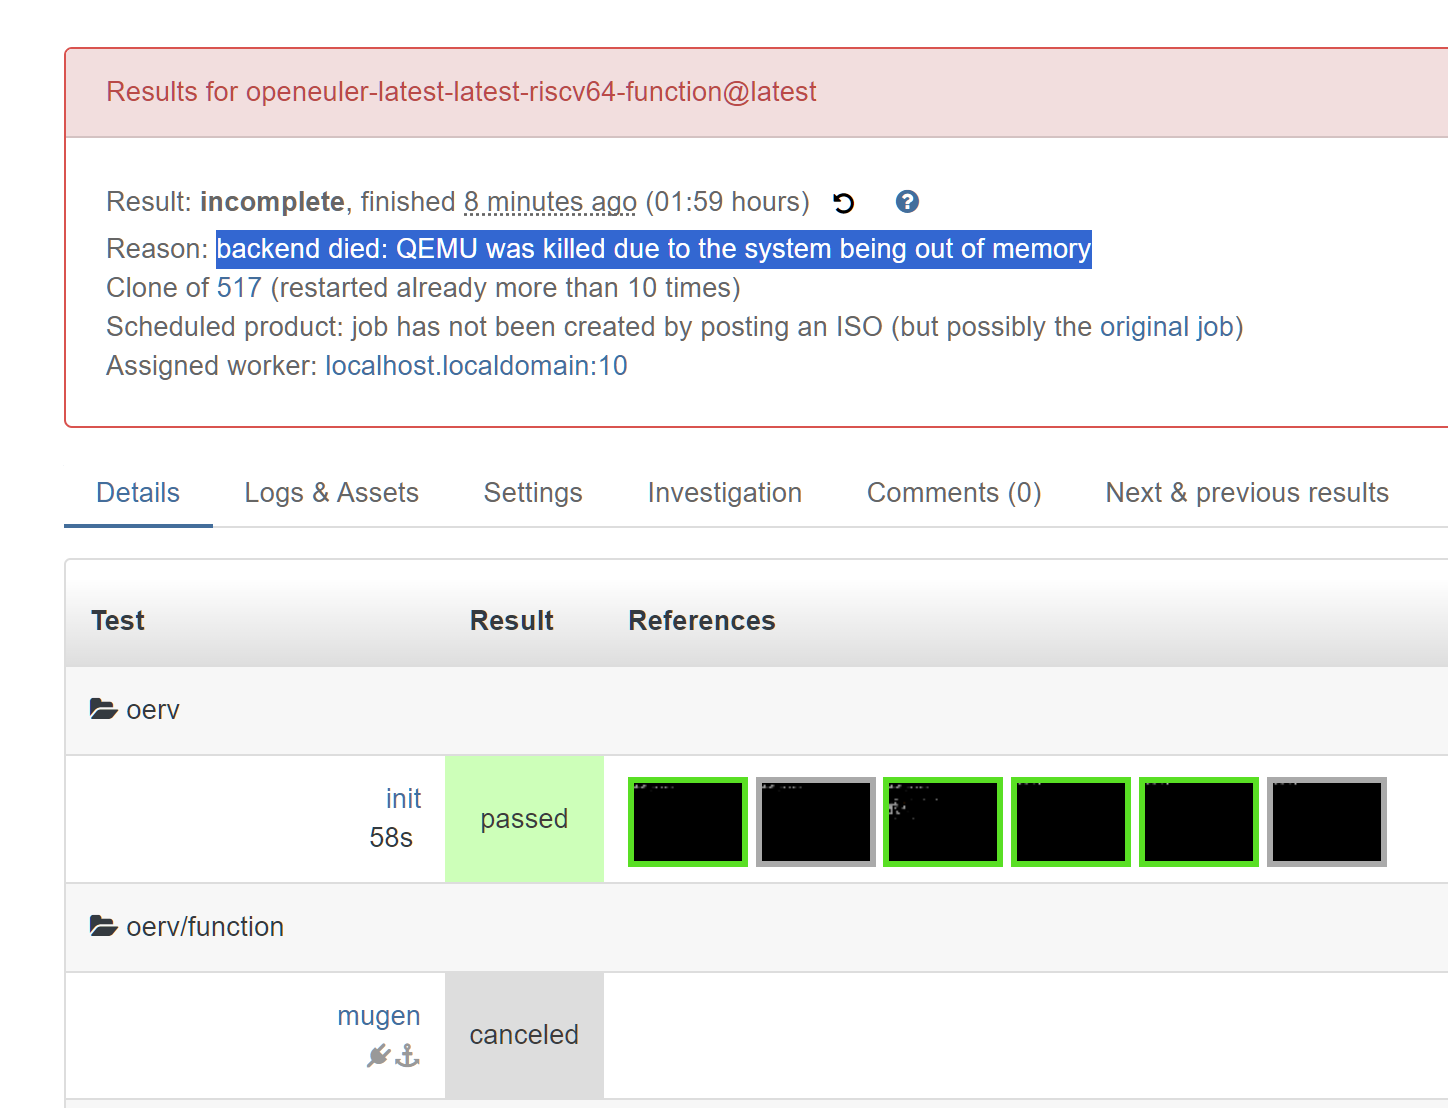 Results for openeuler-latest-latest-riscv64-function@latest
Result: incomplete, finished 8 minutes ago (01:59 hours)
Reason: backend died: QEMU was killed due to the system being out of memory
Clone of 517 (restarted already more than 10 times)
Scheduled product: job has not been created by posting an ISO (but possibly the original job)
Assigned worker: localhost.localdomain:10
Details Logs & Assets Settings Investigation Comments (0) Next & previous results
Test Result References
oerv
init passed
58s
oerv/function
mugen canceled